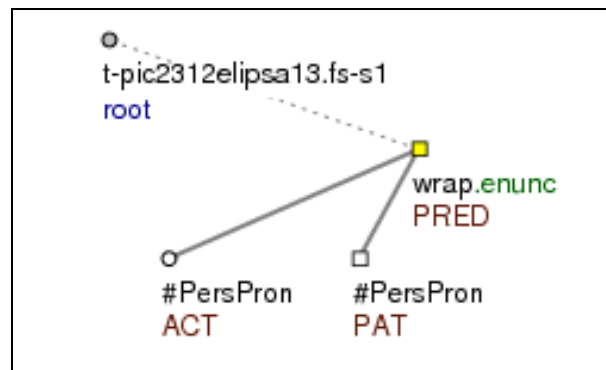 t-pic2312elipsa13.fs-s1
root
wrap.enunc
PRED
#PersPron #PersPron
ACT PAT